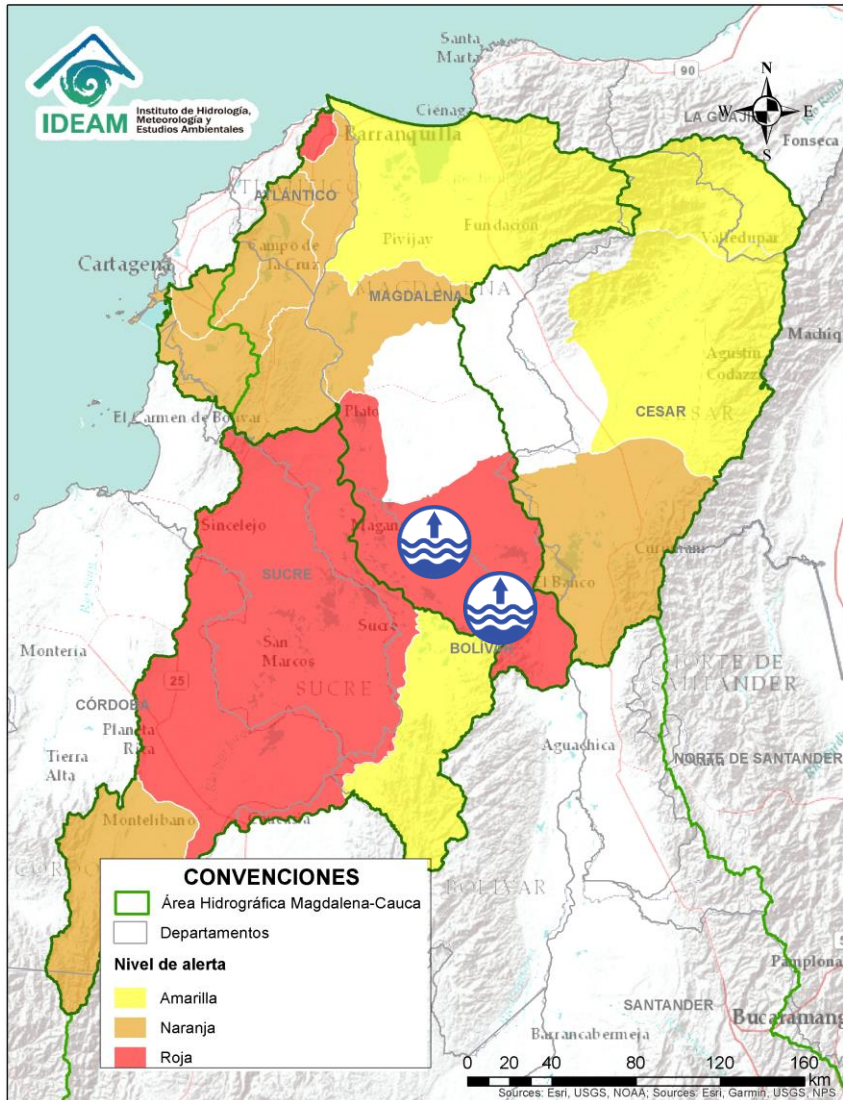 IDEAM
Instituto de Hidrología,
Meteorología y
Estudios Ambientales
Santa
Marta
90
N
W
E
S
Ciénaga
LA GUAJI
Fonseca
Barranquilla
ATLÁNTICO
Campo de
la Cruz
Pivijay
Fundación
Valledupar
Cartagena
MAGDALENA
Machiq
Agustín
Codazzi
CESAR
El Carmen de Bolívar
Plato
Sincelejo
Magan
SUCRE
El Banco
Curumaní
Sucre
San
Marcos
BOLÍVAR
SUCRE
Montería
25
NORTE DE
SANTANDER
CÓRDOBA
Planeta
Rica
Aguachica
Tierra
Alta
NORTE DE SANTANDER
Montelíbano
BOLÍVAR
CONVENCIONES
Área Hidrográfica Magdalena-Cauca
Departamentos
Nivel de alerta
Amarilla
Naranja
Roja
Pamplona
SANTANDER
Bucaramang
Barrancabermeja
0 20 40 80 120 160
km
Sources: Esri, USGS, NOAA; Sources: Esri, Garmin, USGS, NPS